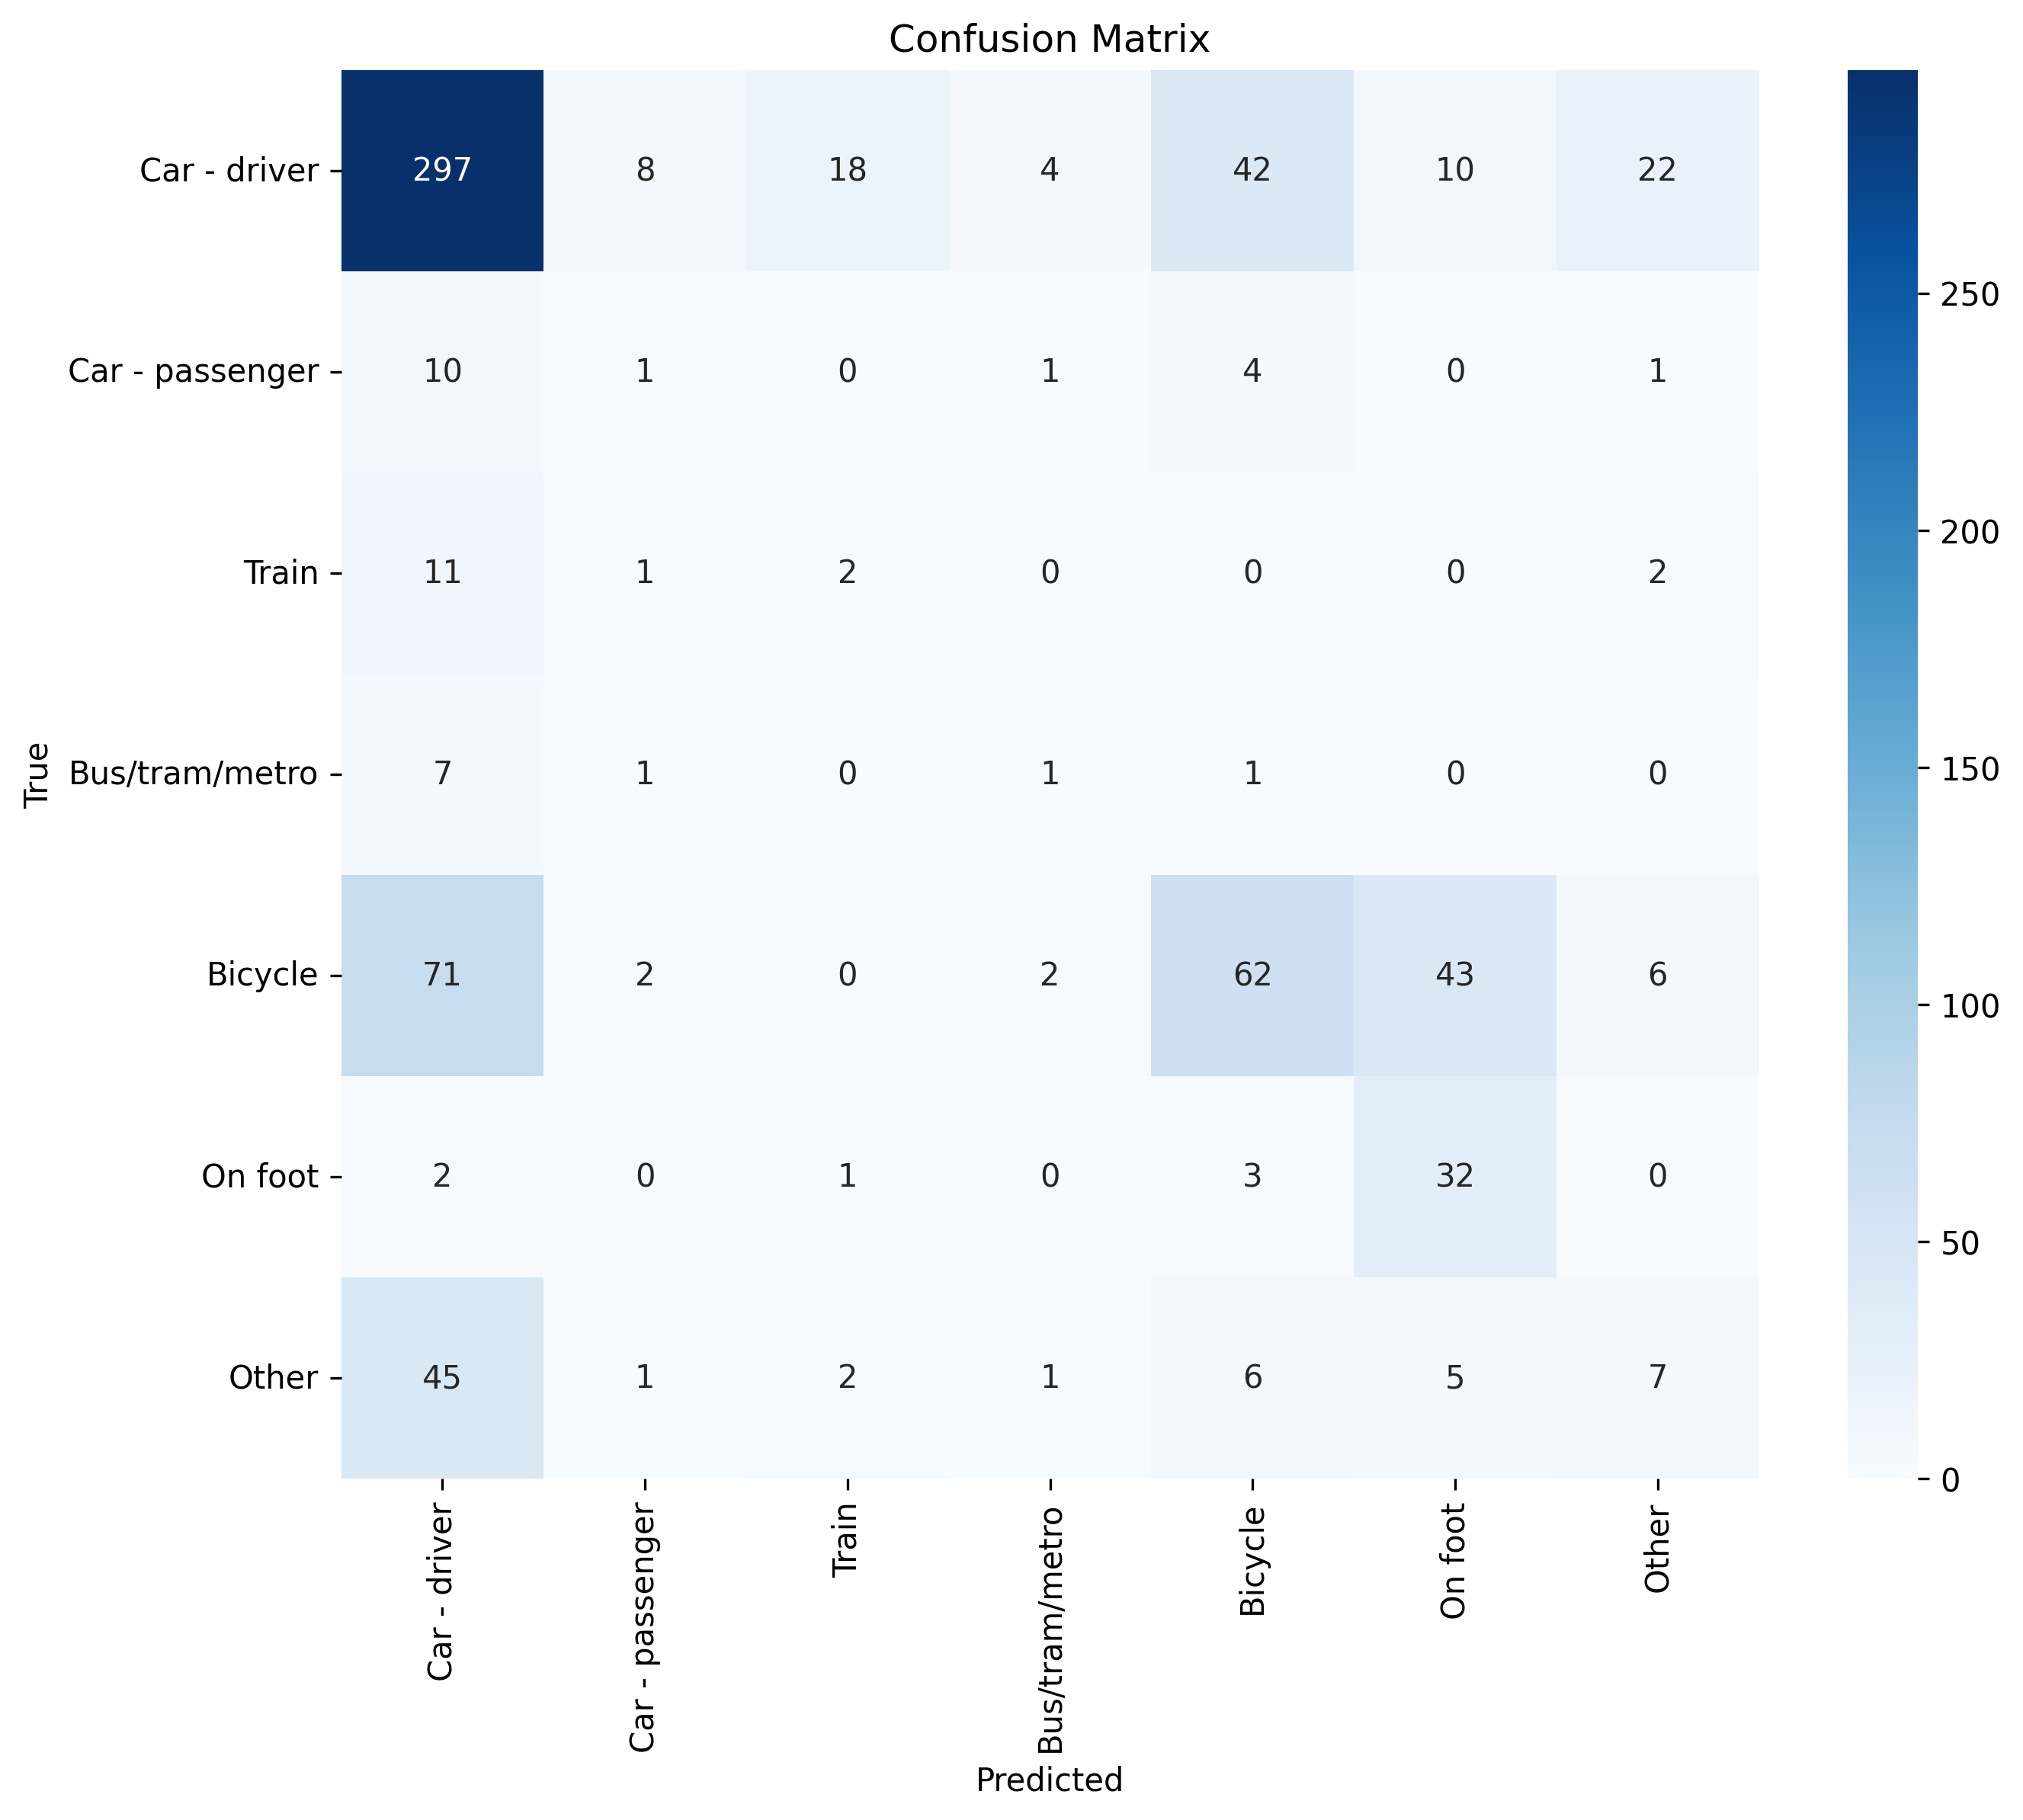 Confusion Matrix
Car - driver 297 8 18 4 42 10 22
Car - passenger 10 1 0 1 4 0 1
Train 11 1 2 0 0 0 2
Bus/tram/metro 7 1 0 1 1 0 0
Bicycle 71 2 0 2 62 43 6
On foot 2 0 1 0 3 32 0
Other 45 1 2 1 6 5 7
True
Car - driver
Car - passenger
Train
Bus/tram/metro
Bicycle
On foot
Other
Predicted
250
200
150
100
50
0